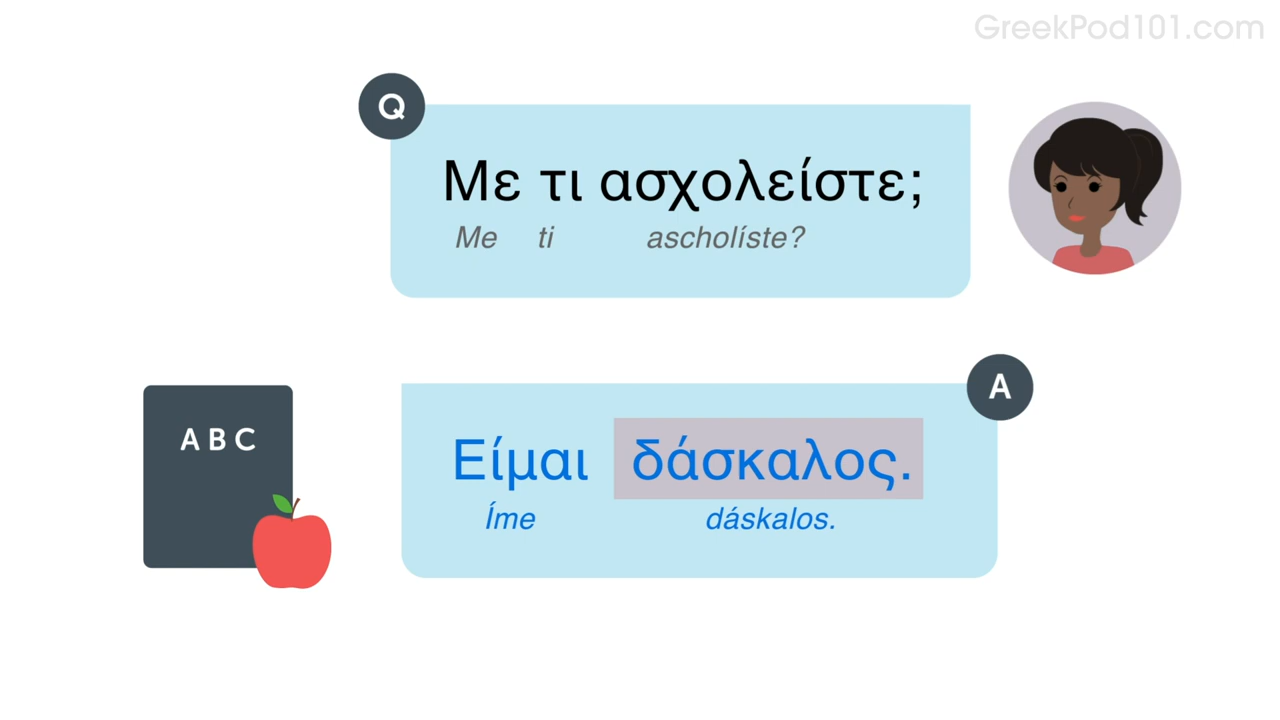 GreekPod101.com
Q
Με τι ασχολείστε;
Me ti ascholíste?
A
Είμαι δάσκαλος.
Íme dáskalos.
A B C